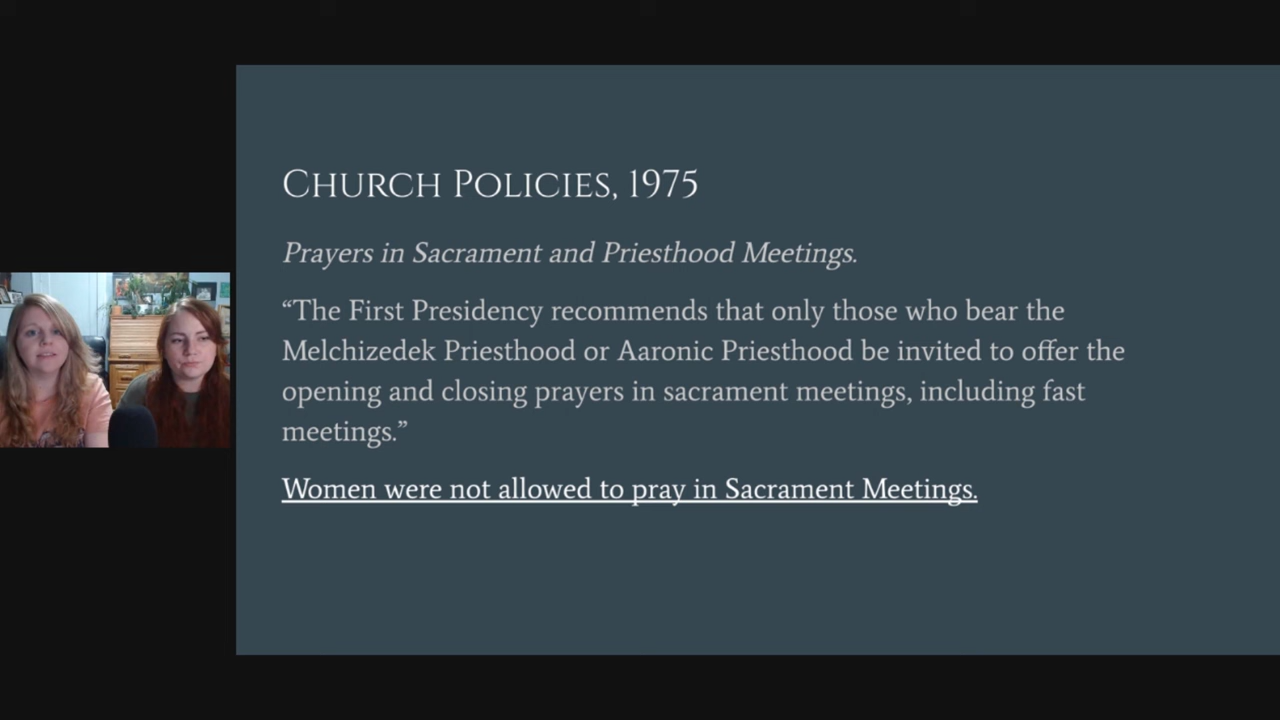 Church Policies, 1975
Prayers in Sacrament and Priesthood Meetings.
“The First Presidency recommends that only those who bear the
Melchizedek Priesthood or Aaronic Priesthood be invited to offer the
opening and closing prayers in sacrament meetings, including fast
meetings.”
Women were not allowed to pray in Sacrament Meetings.